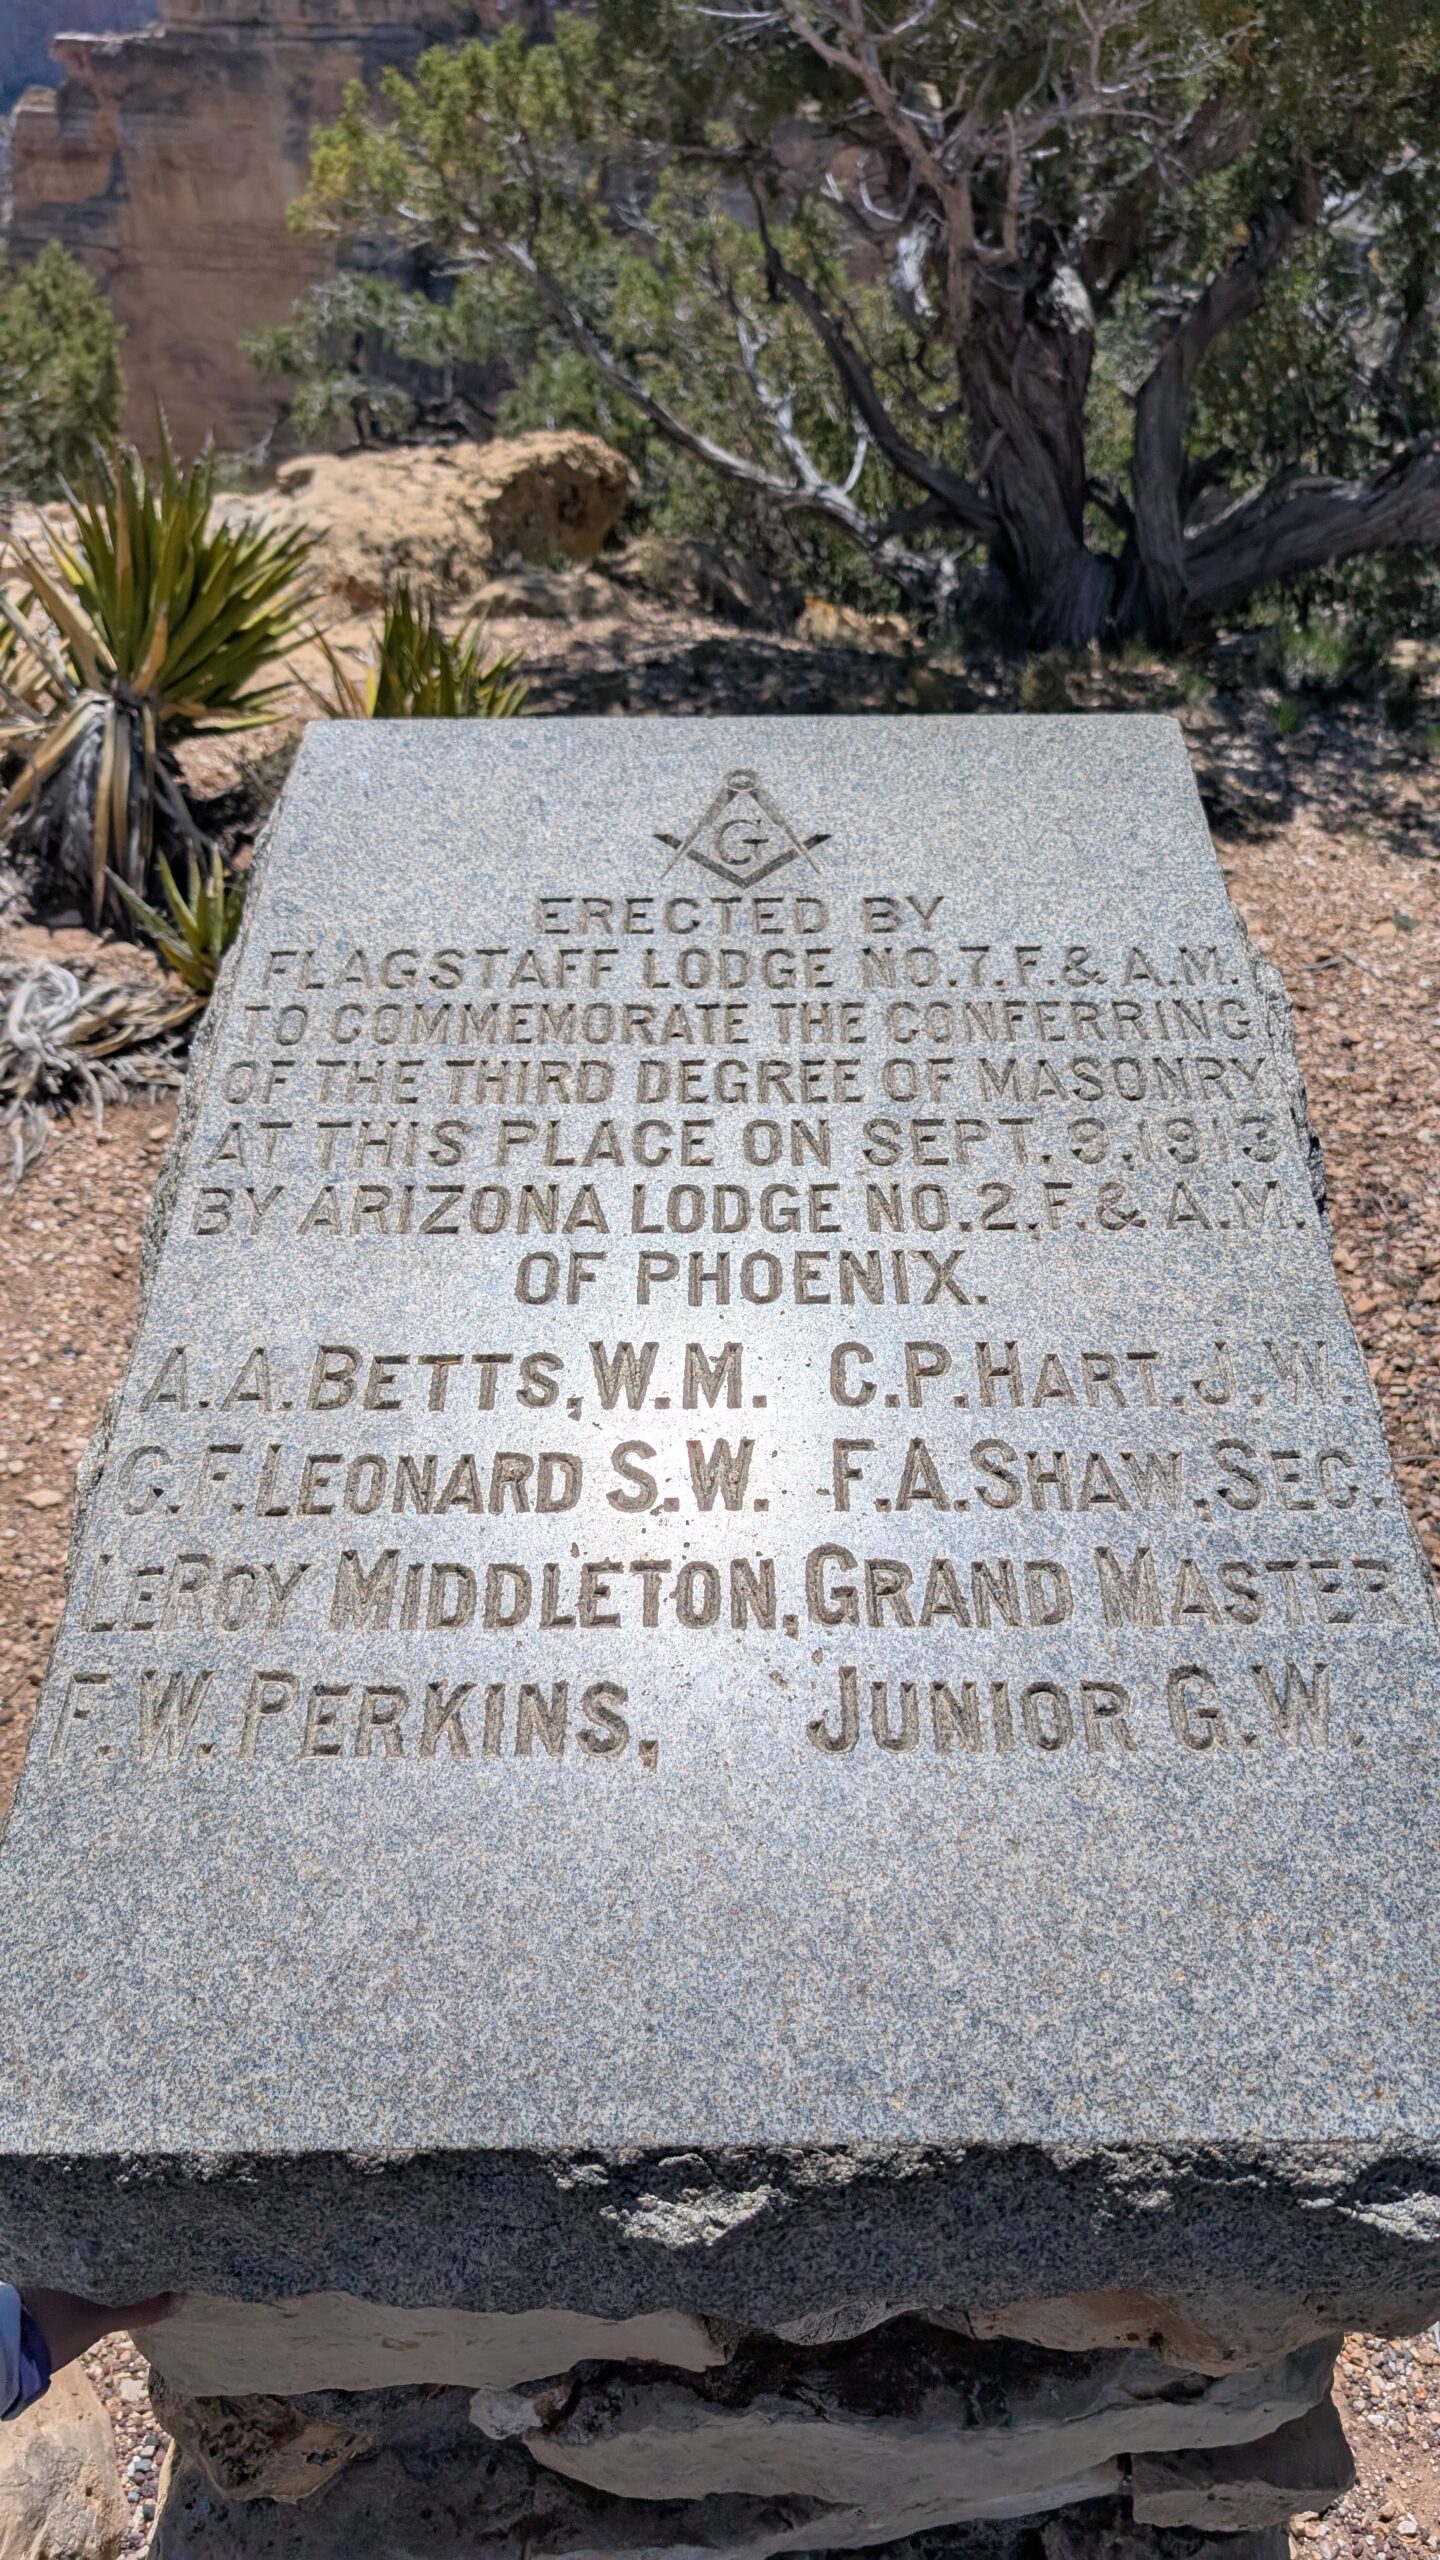 G
ERECTED BY
FLAGSTAFF LODGE NO.7.F.& A.M.
TO COMMEMORATE THE CONFERRING
OF THE THIRD DEGREE OF MASONRY
AT THIS PLACE ON SEPT. 9.1913
BY ARIZONA LODGE NO.2,F.& A.M.
OF PHOENIX.
A.A.BETTS,W.M. C.P.HART.J.W.
C.F.LEONARD S.W. F.A.SHAW,SEC.
LEROY MIDDLETON,GRAND MASTER
F.W.PERKINS, JUNIOR G.W.